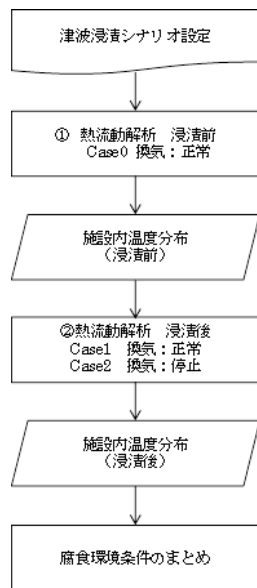 津波浸漬シナリオ設定
① 熱流動解析　浸漬前
Case0 換気：正常
施設内温度分布
（浸漬前）
②熱流動解析　浸漬後
Case1　換気：正常
Case2　換気：停止
施設内温度分布
（浸漬後）
腐食環境条件のまとめ